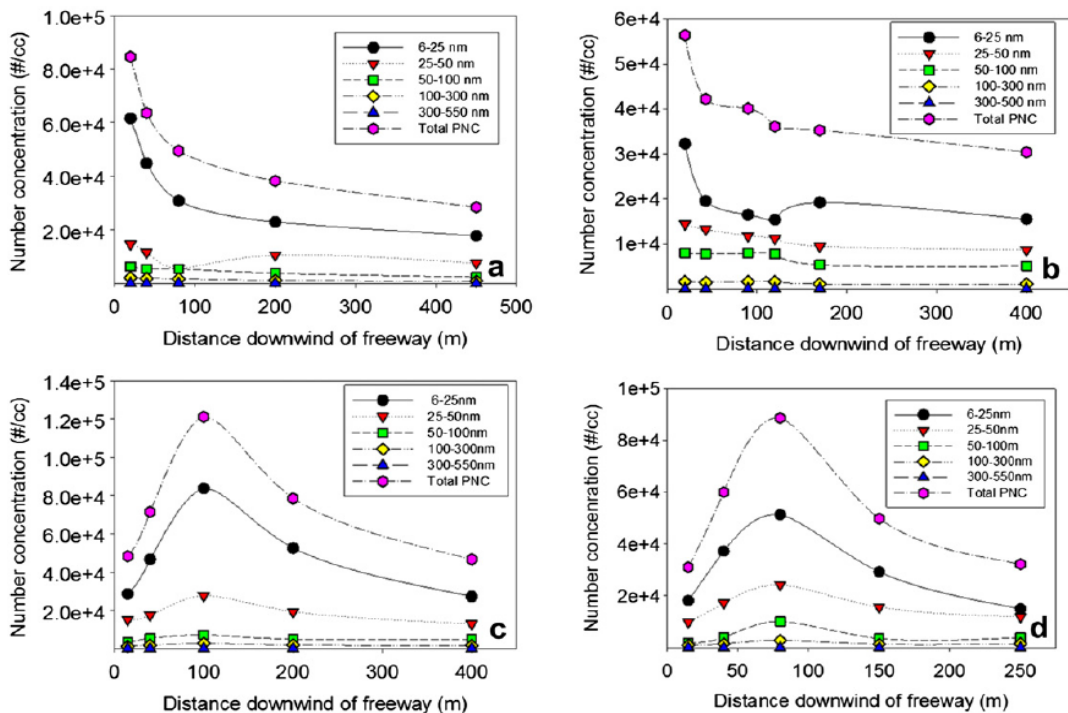 Number concentration (#/cc)
1.0e+5
8.0e+4
6.0e+4
4.0e+4
2.0e+4
6-25 nm
25-50 nm
50-100 nm
100-300 nm
300-550 nm
Total PNC
a
0 100 200 300 400 500
Distance downwind of freeway (m)
Number concentration (#/cc)
6e+4
5e+4
4e+4
3e+4
2e+4
1e+4
6-25 nm
25-50 nm
50-100 nm
100-300 nm
300-500 nm
Total PNC
b
0 100 200 300 400
Distance downwind of freeway (m)
Number concentration (#/cc)
1.4e+5
1.2e+5
1.0e+5
8.0e+4
6.0e+4
4.0e+4
2.0e+4
6-25nm
25-50nm
50-100nm
100-300nm
300-550nm
Total PNC
c
0 100 200 300 400
Distance downwind of freeway (m)
Number concentration (#/cc)
1e+5
8e+4
6e+4
4e+4
2e+4
6-25nm
25-50nm
50-100m
100-300nm
300-550nm
Total PNC
d
0 50 100 150 200 250
Distance downwind of freeway (m)